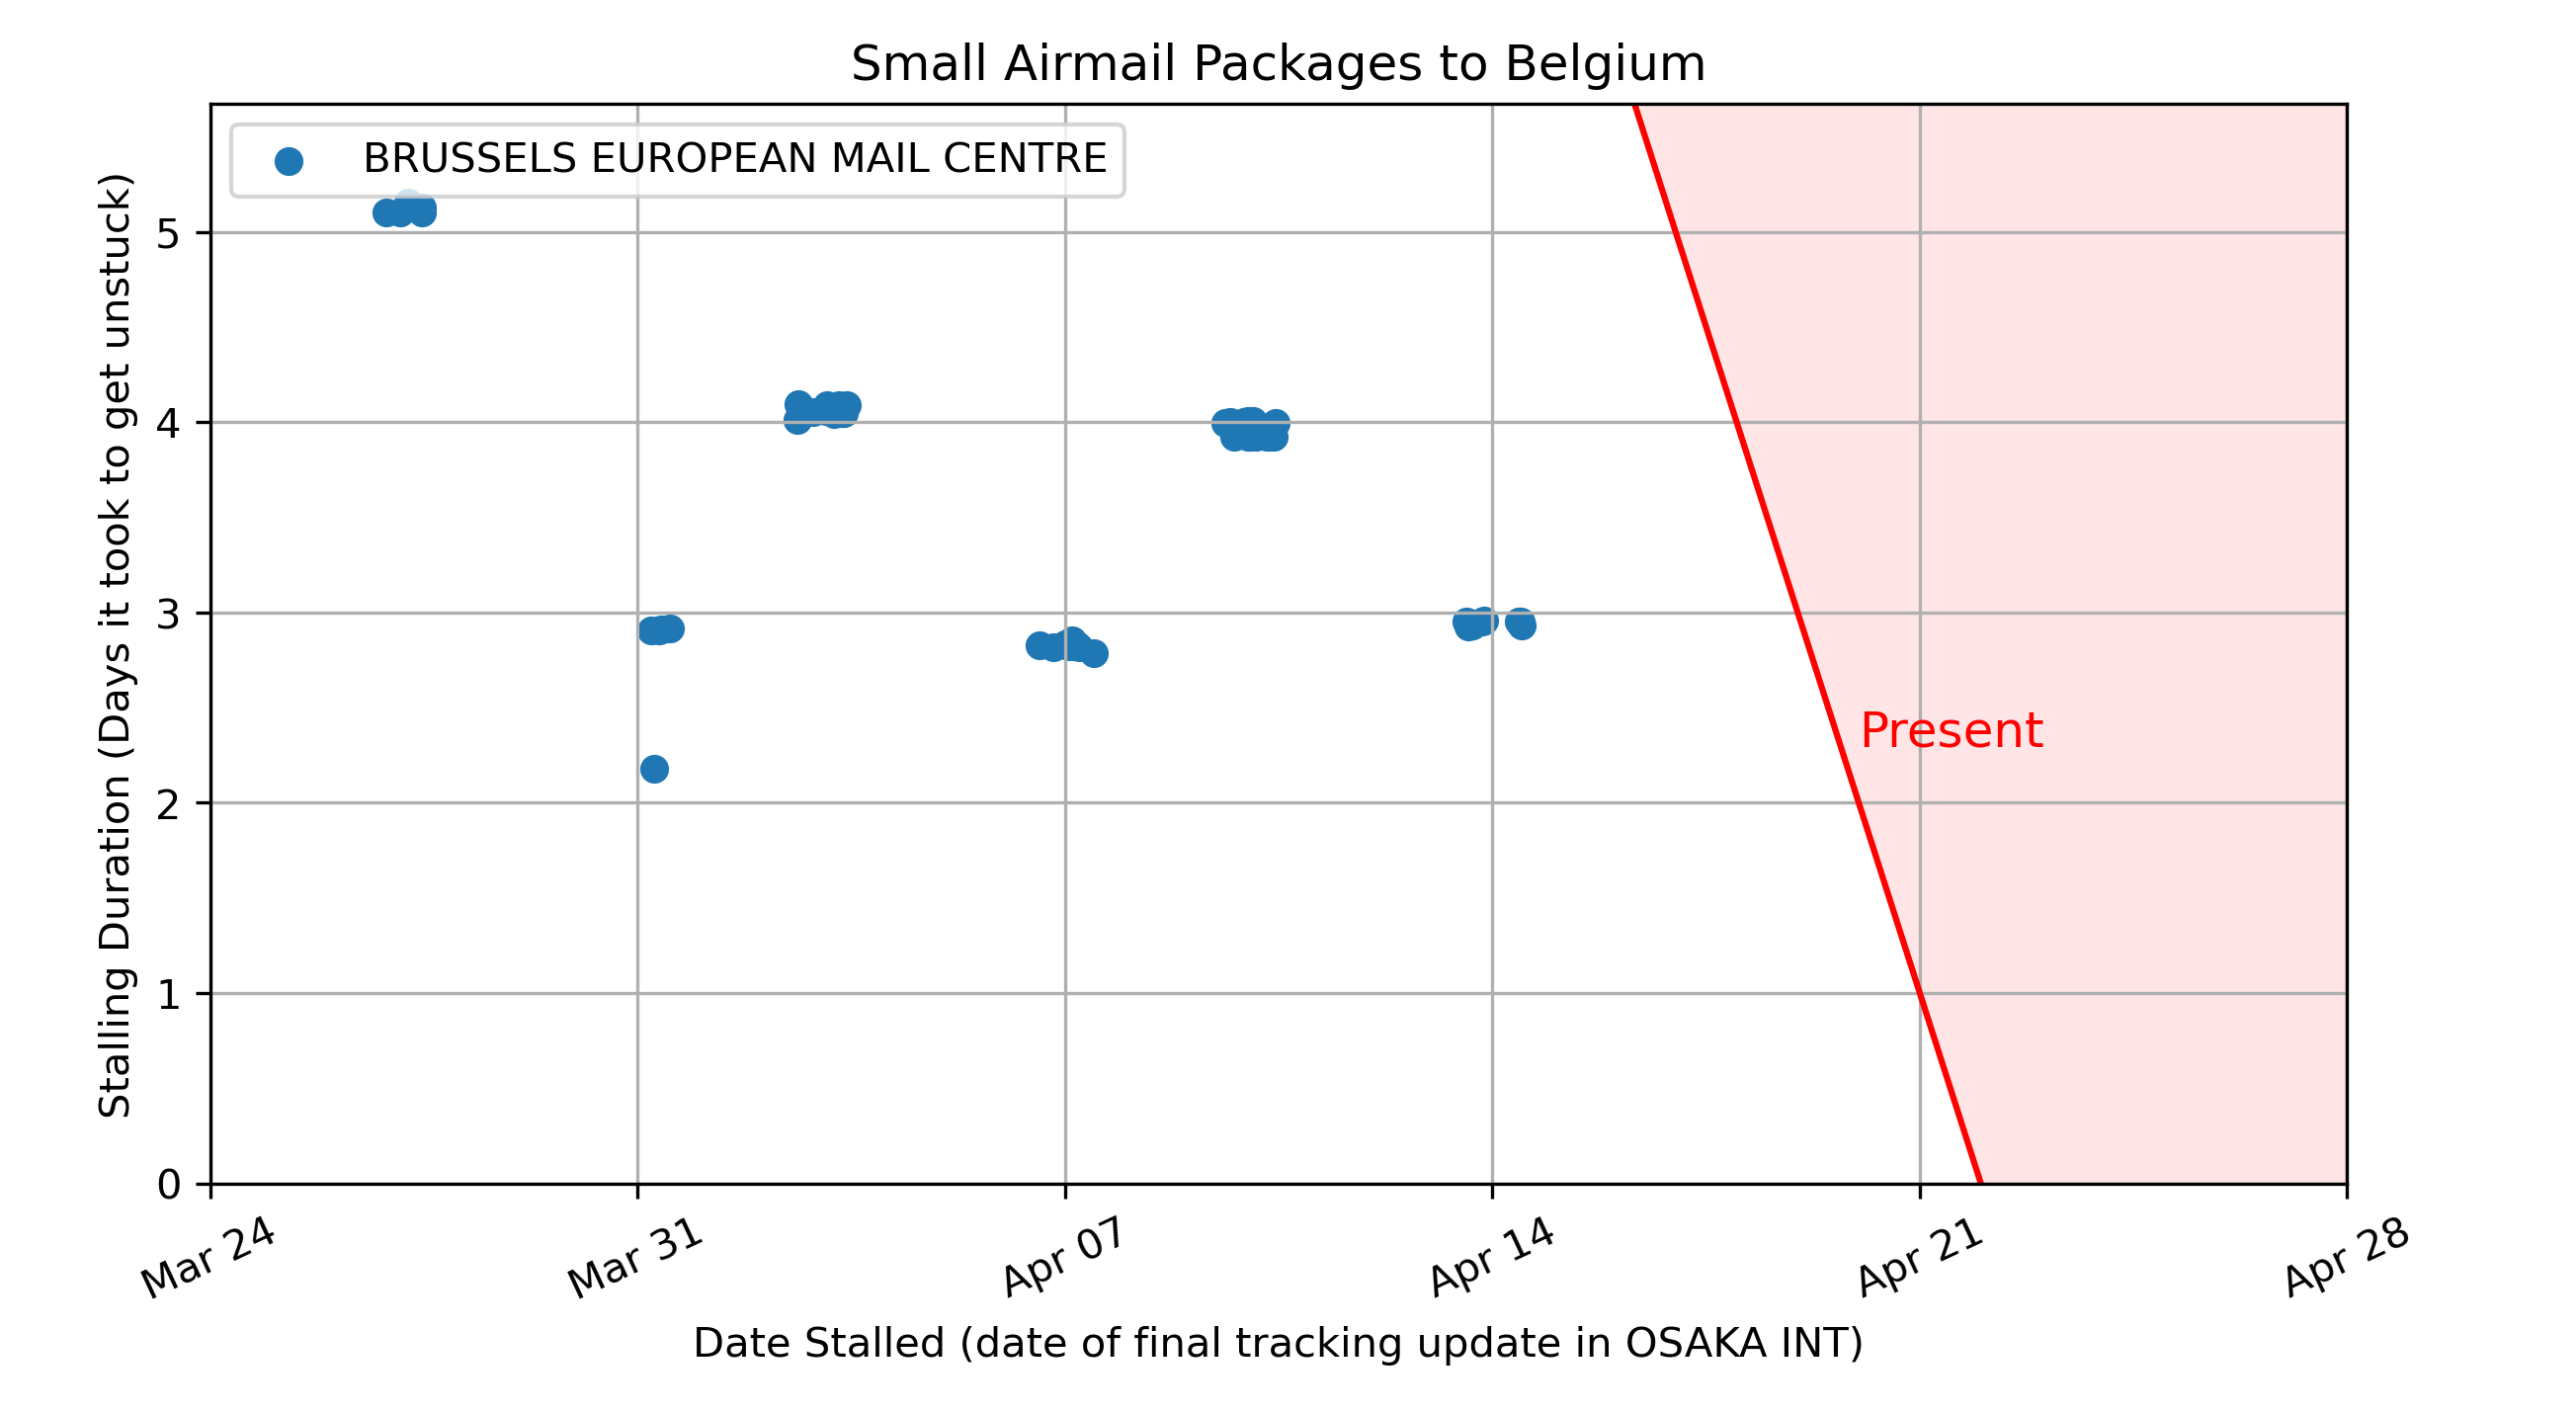 Small Airmail Packages to Belgium
BRUSSELS EUROPEAN MAIL CENTRE
Stalling Duration (Days it took to get unstuck)
5
4
3
2
1
0
Present
Mar 24
Mar 31
Apr 07
Apr 14
Apr 21
Apr 28
Date Stalled (date of final tracking update in OSAKA INT)